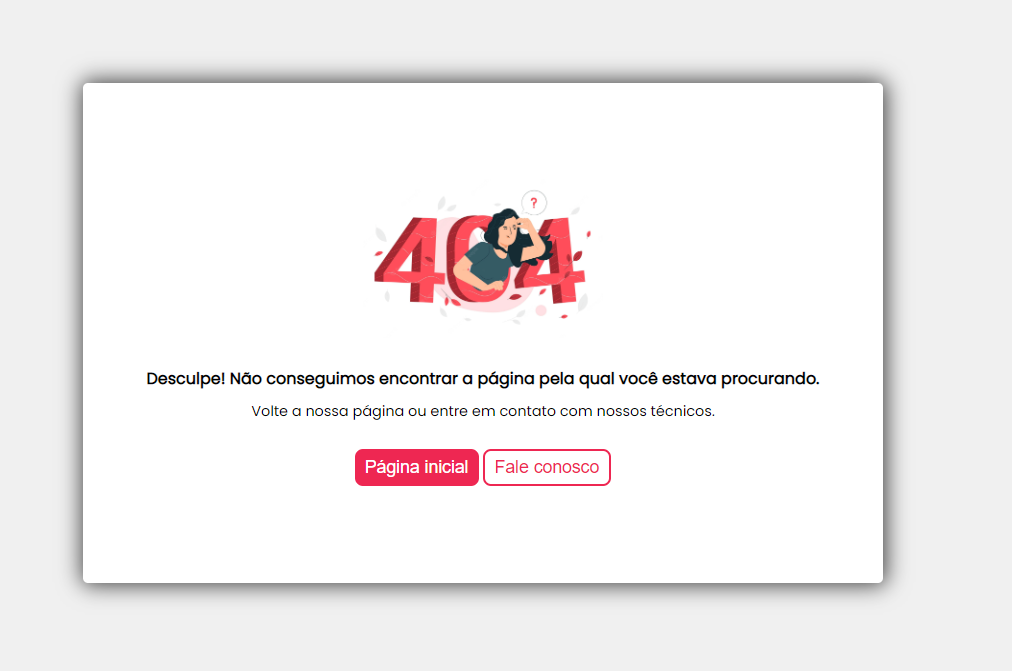 ?
404
Desculpe! Não conseguimos encontrar a página pela qual você estava procurando.
Volte a nossa página ou entre em contato com nossos técnicos.
Página inicial Fale conosco